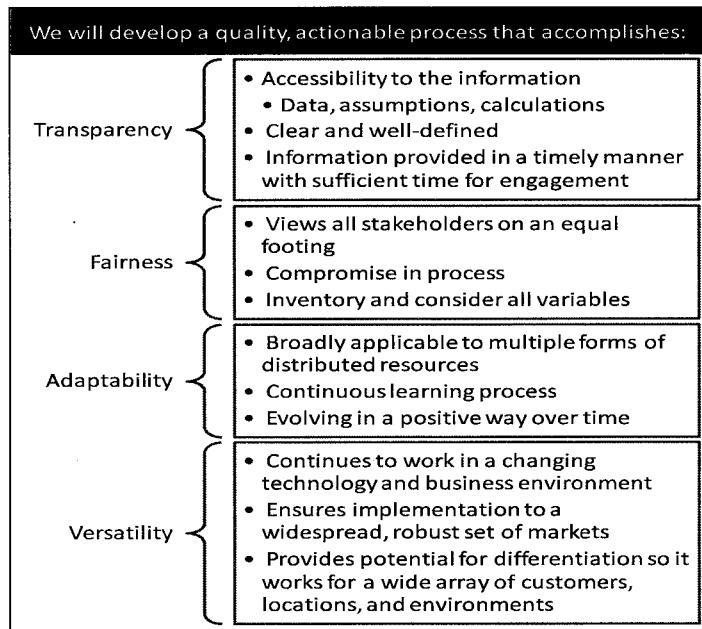 We will develop a quality, actionable process that accomplishes:
Transparency
• Accessibility to the information
• Data, assumptions, calculations
• Clear and well-defined
• Information provided in a timely manner
with sufficient time for engagement
Fairness
• Views all stakeholders on an equal
footing
• Compromise in process
• Inventory and consider all variables
Adaptability
• Broadly applicable to multiple forms of
distributed resources
• Continuous learning process
• Evolving in a positive way over time
Versatility
• Continues to work in a changing
technology and business environment
• Ensures implementation to a
widespread, robust set of markets
• Provides potential for differentiation so it
works for a wide array of customers,
locations, and environments